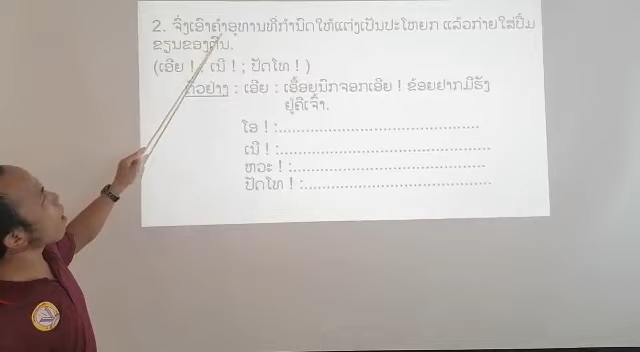 2. ຈົ່ງເອົາຄຳອຸທານທີ່ກຳນົດໃຫ້ແຕ່ງເປັນປະໂຫຍກ ແລ້ວກ່າຍໃສ່ປຶ້ມ
ຂຽນຂອງຕົນ.
(ເອີຍ ! ; ເນີ ! ; ປັດໂທ ! )
ຕົວຢ່າງ : ເອີຍ : ເອື້ອຍນົກຈອກເອີຍ ! ຂ້ອຍຢາກມີຮັງ
ຢູ່ຄືເຈົ້າ.
ໂອ ! :
ເນີ ! :
ຫວະ ! :
ປັດໂທ ! :